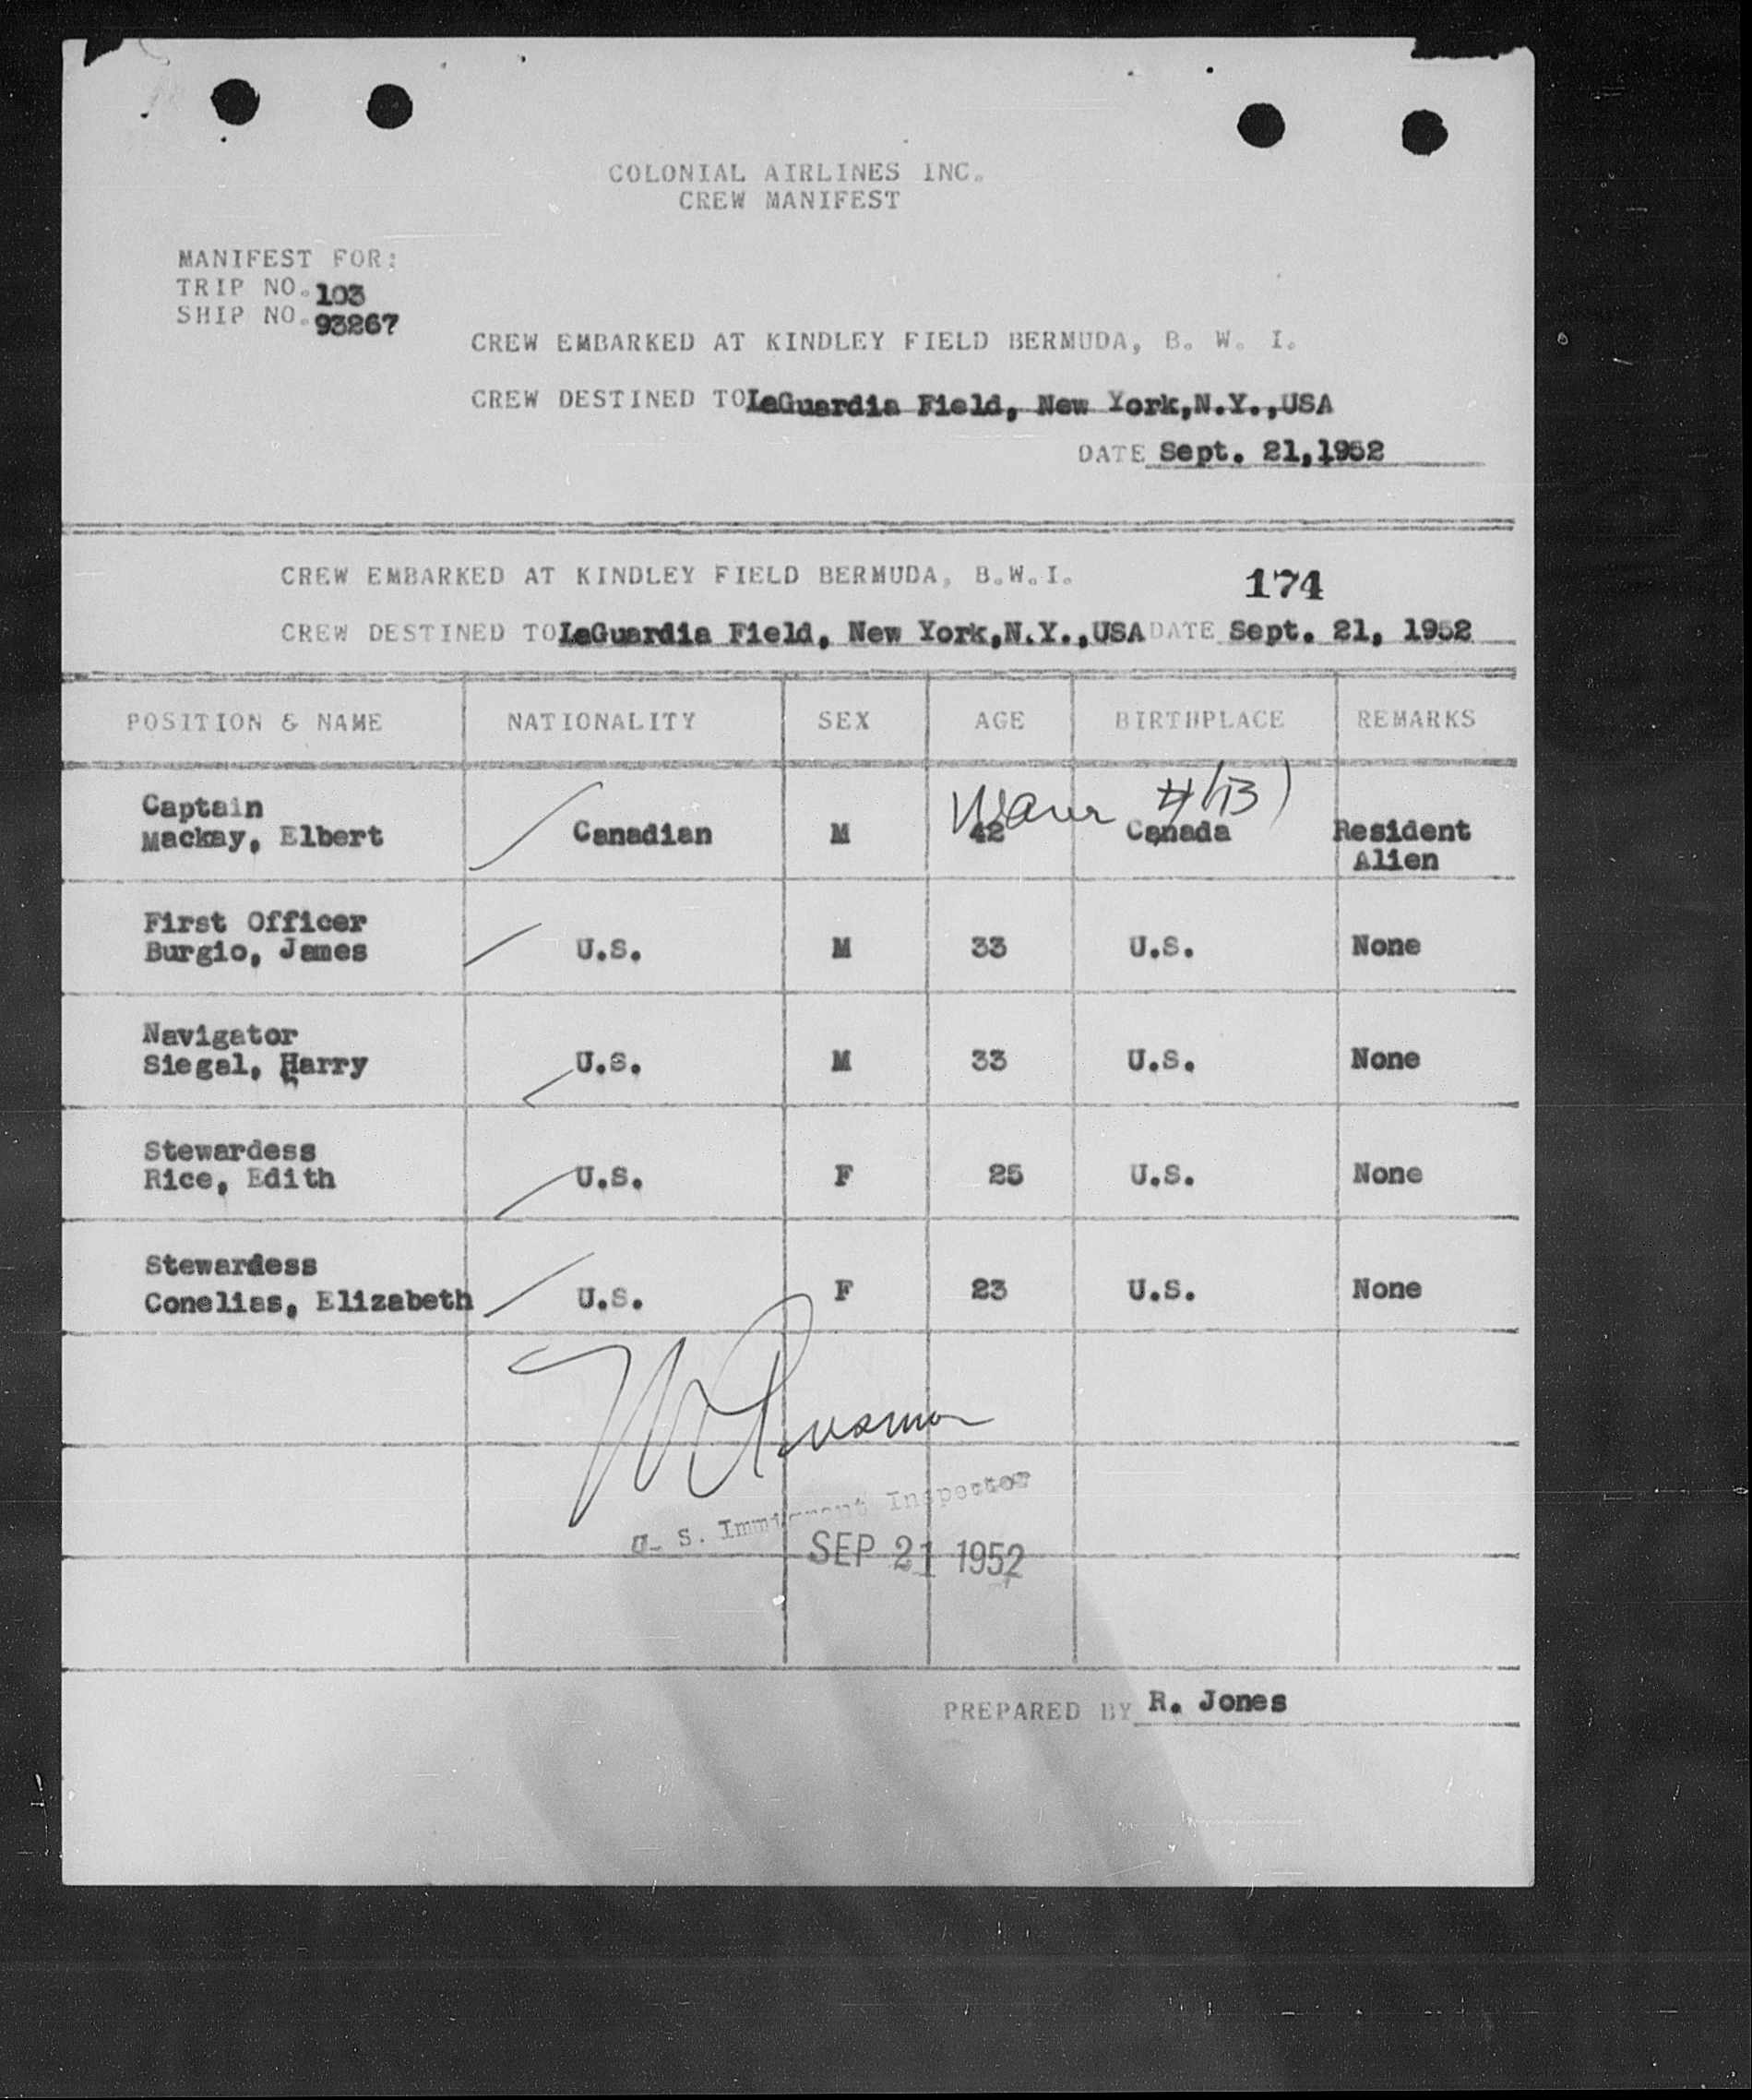 COLONIAL AIRLINES INC.
CREW MANIFEST
MANIFEST FOR:
TRIP NO. 103
SHIP NO. 93267
CREW EMBARKED AT KINDLEY FIELD BERMUDA, B. W. I.
CREW DESTINED TO LaGuardia Field, New York,N.Y.,USA
DATE Sept. 21,1952
CREW EMBARKED AT KINDLEY FIELD BERMUDA, B.W.I. 174
CREW DESTINED TO LaGuardia Field, New York,N.Y.,USA DATE Sept. 21, 1952
POSITION & NAME NATIONALITY SEX AGE BIRTHPLACE REMARKS
Captain
Mackay, Elbert Canadian M 42 Canada Resident
Alien
First Officer
Burgio, James U.S. M 33 U.S. None
Navigator
Siegal, Harry U.S. M 33 U.S. None
Stewardess
Rice, Edith U.S. F 25 U.S. None
Stewardess
Conelias, Elizabeth U.S. F 23 U.S. None
U. S. Immigrant Inspector
SEP 21 1952
PREPARED BY R. Jones